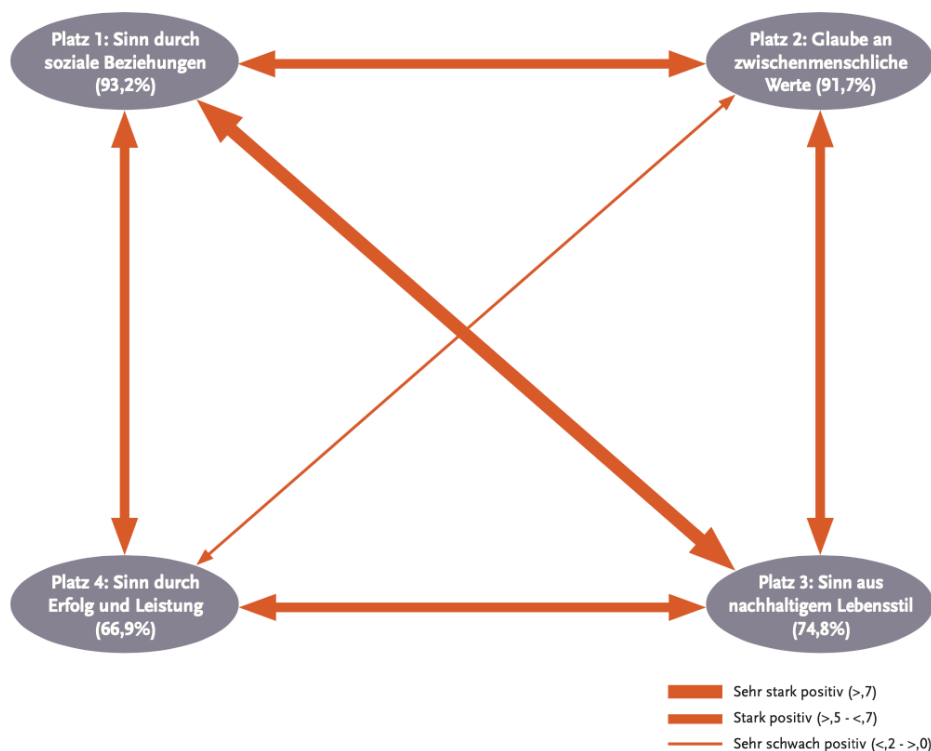 Platz 1: Sinn durch
soziale Beziehungen
(93,2%)
Platz 2: Glaube an
zwischenmenschliche
Werte (91,7%)
Platz 4: Sinn durch
Erfolg und Leistung
(66,9%)
Platz 3: Sinn aus
nachhaltigem Lebensstil
(74,8%)
Sehr stark positiv (>,7)
Stark positiv (>,5 - <,7)
Sehr schwach positiv (<,2 - >,0)